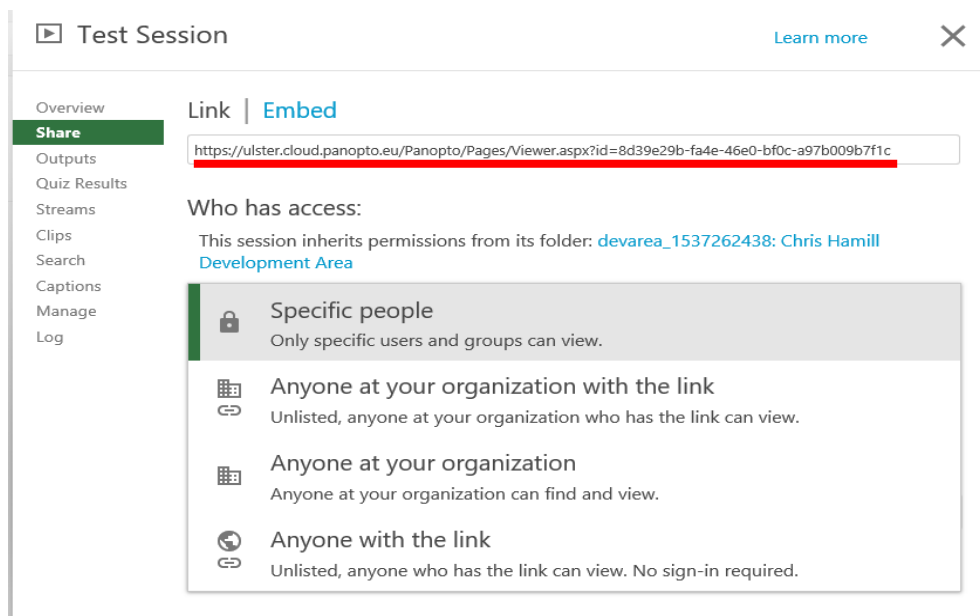 Test Session
Learn more
Overview
Share
Outputs
Quiz Results
Streams
Clips
Search
Captions
Manage
Log
Link | Embed
https://ulster.cloud.panopto.eu/Panopto/Pages/Viewer.aspx?id=8d39e29b-fa4e-46e0-bf0c-a97b009b7f1c
Who has access:
This session inherits permissions from its folder: devarea_1537262438: Chris Hamill
Development Area
Specific people
Only specific users and groups can view.
Anyone at your organization with the link
Unlisted, anyone at your organization who has the link can view.
Anyone at your organization
Anyone at your organization can find and view.
Anyone with the link
Unlisted, anyone who has the link can view. No sign-in required.